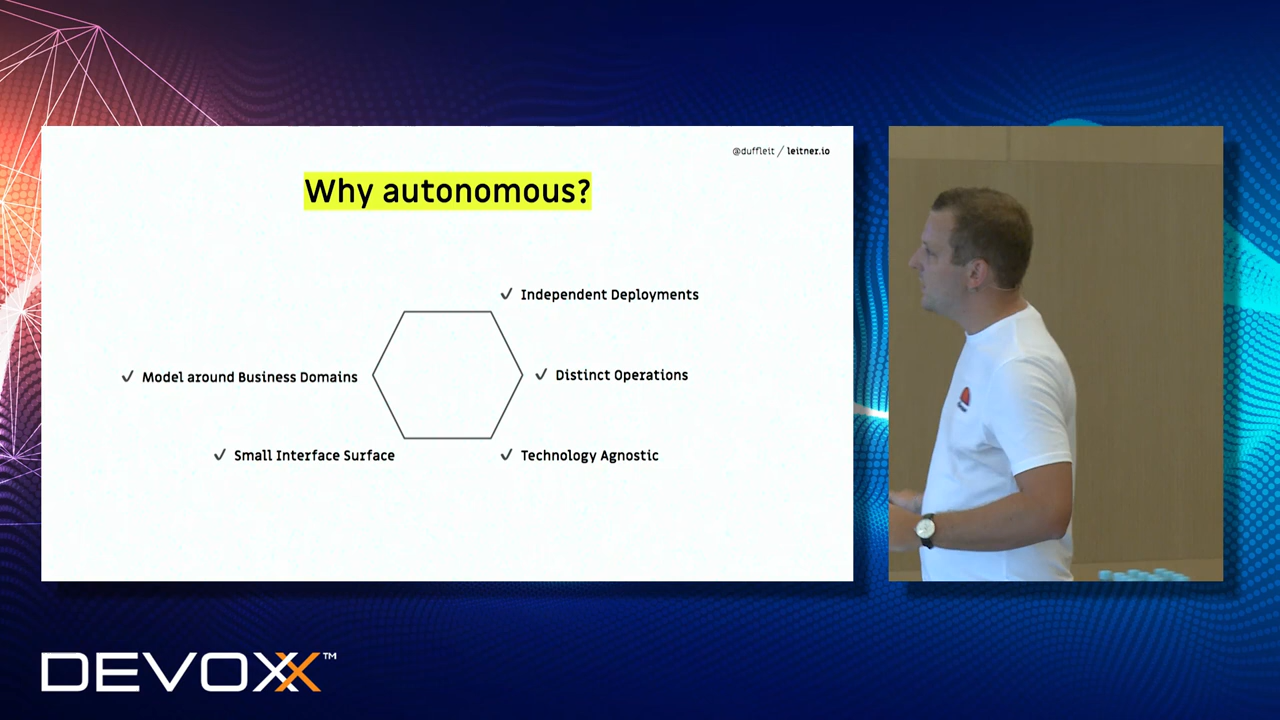 @duffleit / leitner.io
Why autonomous?
✓ Independent Deployments
✓ Model around Business Domains
✓ Distinct Operations
✓ Small Interface Surface
✓ Technology Agnostic
DEVOXX™